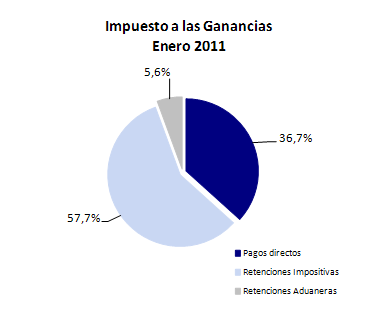 Impuesto a las Ganancias
Enero 2011
5,6%
36,7%
57,7%
Pagos directos
Retenciones Impositivas
Retenciones Aduaneras